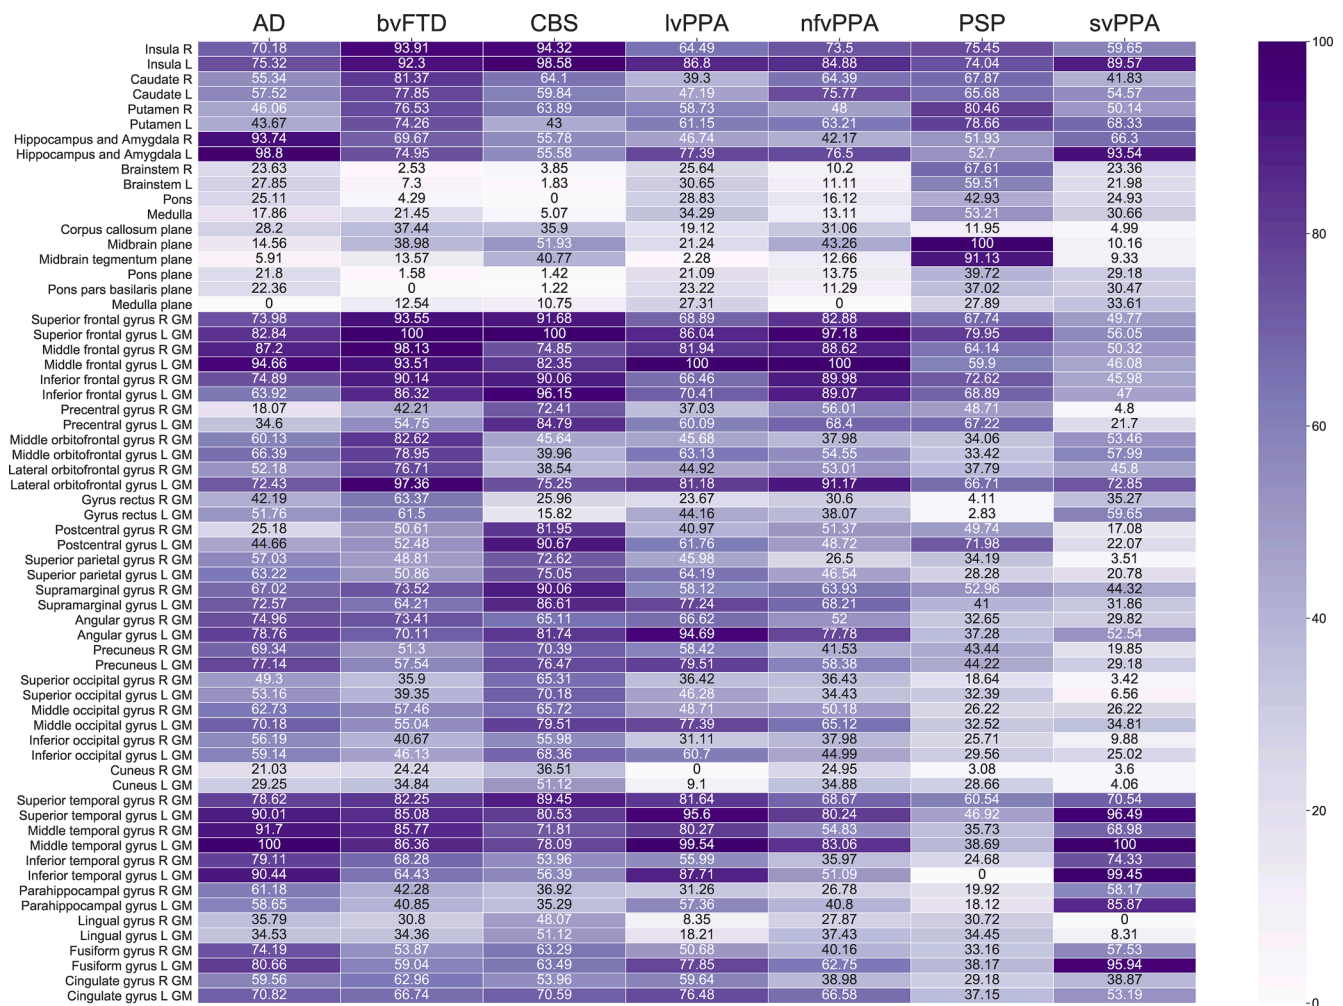 AD bvFTD CBS lvPPA nfvPPA PSP svPPA
Insula R 70.18 93.91 94.32 64.49 73.5 75.45 59.65
Insula L 75.32 92.3 98.58 86.8 84.88 74.04 89.57
Caudate R 55.34 81.37 64.1 39.3 64.39 67.87 41.83
Caudate L 57.52 77.85 59.84 47.19 75.77 65.68 54.57
Putamen R 46.06 76.53 63.89 58.73 48 80.46 50.14
Putamen L 43.67 74.26 43 61.15 63.21 78.66 68.33
Hippocampus and Amygdala R 93.74 69.67 55.78 46.74 42.17 51.93 66.3
Hippocampus and Amygdala L 98.8 74.95 55.58 77.39 76.5 52.7 93.54
Brainstem R 23.63 2.53 3.85 25.64 10.2 67.61 23.36
Brainstem L 27.85 7.3 1.83 30.65 11.11 59.51 21.98
Pons 25.11 4.29 0 28.83 16.12 42.93 24.93
Medulla 17.86 21.45 5.07 34.29 13.11 53.21 30.66
Corpus callosum plane 28.2 37.44 35.9 19.12 31.06 11.95 4.99
Midbrain plane 14.56 38.98 51.93 21.24 43.26 100 10.16
Midbrain tegmentum plane 5.91 13.57 40.77 2.28 12.66 91.13 9.33
Pons plane 21.8 1.58 1.42 21.09 13.75 39.72 29.18
Pons pars basilaris plane 22.36 0 1.22 23.22 11.29 37.02 30.47
Medulla plane 0 12.54 10.75 27.31 0 27.89 33.61
Superior frontal gyrus R GM 73.98 93.55 91.68 68.89 82.88 67.74 49.77
Superior frontal gyrus L GM 82.84 100 100 86.04 97.18 79.95 56.05
Middle frontal gyrus R GM 87.2 98.13 74.85 81.94 88.62 64.14 50.32
Middle frontal gyrus L GM 94.66 93.51 82.35 100 100 59.9 46.08
Inferior frontal gyrus R GM 74.89 90.14 90.06 66.46 89.98 72.62 45.98
Inferior frontal gyrus L GM 63.92 86.32 96.15 70.41 89.07 68.89 47
Precentral gyrus R GM 18.07 42.21 72.41 37.03 56.01 48.71 4.8
Precentral gyrus L GM 34.6 54.75 84.79 60.09 68.4 67.22 21.7
Middle orbitofrontal gyrus R GM 60.13 82.62 45.64 45.68 37.98 34.06 53.46
Middle orbitofrontal gyrus L GM 66.39 78.95 39.96 63.13 54.55 33.42 57.99
Lateral orbitofrontal gyrus R GM 52.18 76.71 38.54 44.92 53.01 37.79 45.8
Lateral orbitofrontal gyrus L GM 72.43 97.36 75.25 81.18 91.17 66.71 72.85
Gyrus rectus R GM 42.19 63.37 25.96 23.67 30.6 4.11 35.27
Gyrus rectus L GM 51.76 61.5 15.82 44.16 38.07 2.83 59.65
Postcentral gyrus R GM 25.18 50.61 81.95 40.97 51.37 49.74 17.08
Postcentral gyrus L GM 44.66 52.48 90.67 61.76 48.72 71.98 22.07
Superior parietal gyrus R GM 57.03 48.81 72.62 45.98 26.5 34.19 3.51
Superior parietal gyrus L GM 63.22 50.86 75.05 64.19 46.54 28.28 20.78
Supramarginal gyrus R GM 67.02 73.52 90.06 58.12 63.93 52.96 44.32
Supramarginal gyrus L GM 72.57 64.21 86.61 77.24 68.21 41 31.86
Angular gyrus R GM 74.96 73.41 65.11 66.62 52 32.65 29.82
Angular gyrus L GM 78.76 70.11 81.74 94.69 77.78 37.28 52.54
Precuneus R GM 69.34 51.3 70.39 58.42 41.53 43.44 19.85
Precuneus L GM 77.14 57.54 76.47 79.51 58.38 44.22 29.18
Superior occipital gyrus R GM 49.3 35.9 65.31 36.42 36.43 18.64 3.42
Superior occipital gyrus L GM 53.16 39.35 70.18 46.28 34.43 32.39 6.56
Middle occipital gyrus R GM 62.73 57.46 65.72 48.71 50.18 26.22 26.22
Middle occipital gyrus L GM 70.18 55.04 79.51 77.39 65.12 32.52 34.81
Inferior occipital gyrus R GM 56.19 40.67 55.98 31.11 37.98 25.71 9.88
Inferior occipital gyrus L GM 59.14 46.13 68.36 60.7 44.99 29.56 25.02
Cuneus R GM 21.03 24.24 36.51 0 24.95 3.08 3.6
Cuneus L GM 29.25 34.84 51.12 9.1 34.88 28.66 4.06
Superior temporal gyrus R GM 78.62 82.25 89.45 81.64 68.67 60.54 70.54
Superior temporal gyrus L GM 90.01 85.08 80.53 95.6 80.24 46.92 96.49
Middle temporal gyrus R GM 91.7 85.77 71.81 80.27 54.83 35.73 68.98
Middle temporal gyrus L GM 100 86.36 78.09 99.54 83.06 38.69 100
Inferior temporal gyrus R GM 79.11 68.28 53.96 55.99 35.97 24.68 74.33
Inferior temporal gyrus L GM 90.44 64.43 56.39 87.71 51.09 0 99.45
Parahippocampal gyrus R GM 61.18 42.28 36.92 31.26 26.78 19.92 58.17
Parahippocampal gyrus L GM 58.65 40.85 35.29 57.36 40.8 18.12 85.87
Lingual gyrus R GM 35.79 30.8 48.07 8.35 27.87 30.72 0
Lingual gyrus L GM 34.53 34.36 51.12 18.21 37.43 34.45 8.31
Fusiform gyrus R GM 74.19 53.87 63.29 50.68 40.16 33.16 57.53
Fusiform gyrus L GM 80.66 59.04 63.49 77.85 62.75 38.17 95.94
Cingulate gyrus R GM 59.56 62.96 53.96 59.64 38.98 29.18 38.87
Cingulate gyrus L GM 70.82 66.74 70.59 76.48 66.58 37.15 53.19
100
80
60
40
20
0